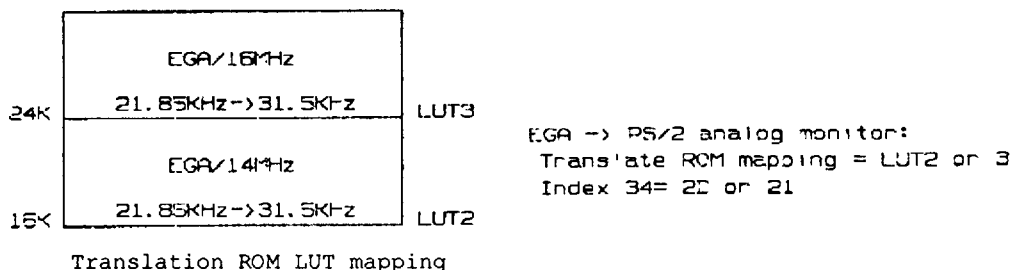 EGA/16MHz
24K 21.85KHz->31.5KHz LUT3
EGA/14MHz
16K 21.85KHz->31.5KHz LUT2
EGA -> PS/2 analog monitor:
Translate ROM mapping = LUT2 or 3
Index 34= 20 or 21
Translation ROM LUT mapping